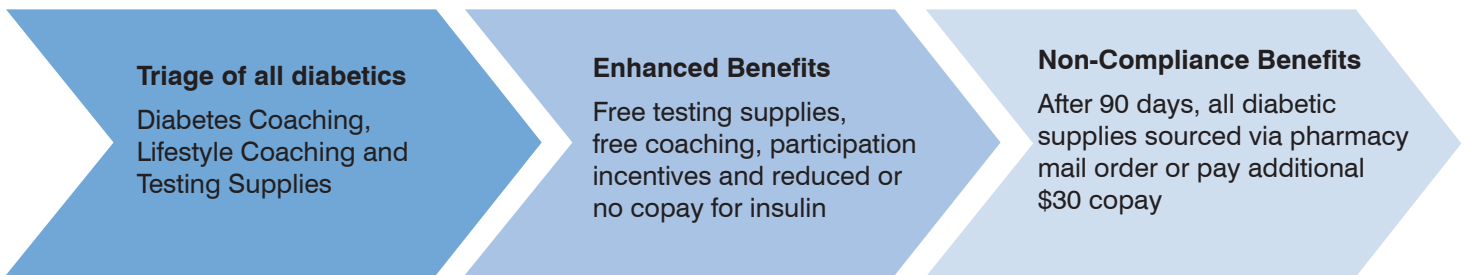 Triage of all diabetics
Diabetes Coaching,
Lifestyle Coaching and
Testing Supplies
Enhanced Benefits
Free testing supplies,
free coaching, participation
incentives and reduced or
no copay for insulin
Non-Compliance Benefits
After 90 days, all diabetic
supplies sourced via pharmacy
mail order or pay additional
$30 copay